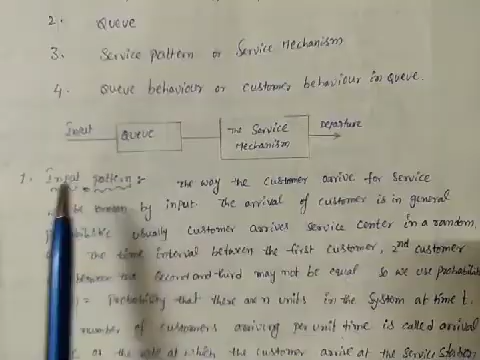 2. Queue
3. Service pattern or Service Mechanism
4. Queue behaviour or customer behaviour in Queue.
Input Queue The Service Mechanism Departure
1. Input pattern :- The way the customer arrive for service
be known by input. The arrival of customer is in general
usually customer arrives service center in a random
the time interval between the first customer, 2nd customer
between the second and third may not be equal so we use probabilit
) = Probability that there are n units in the System at time t.
number of customers arriving per unit time is called arrival
or the rate at which the customer arrive at the service station